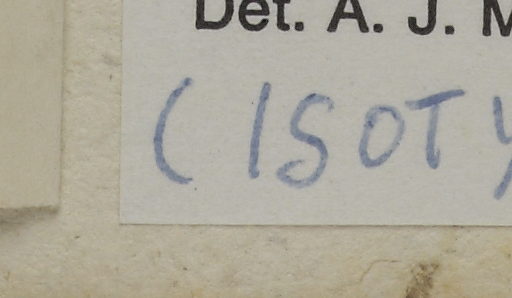 Det. A. J. M
(ISOTY